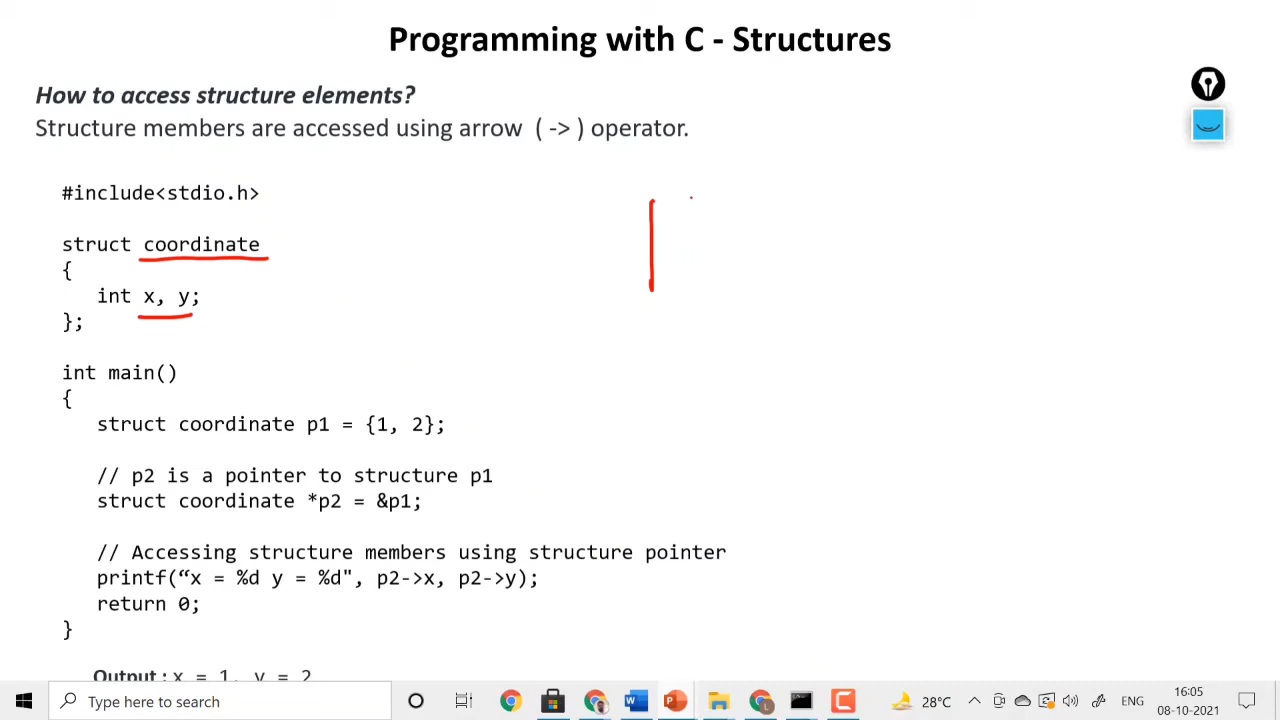 Programming with C - Structures
How to access structure elements?
Structure members are accessed using arrow ( -> ) operator.
#include<stdio.h>
struct coordinate
{
int x, y;
};
int main()
{
struct coordinate p1 = {1, 2};
// p2 is a pointer to structure p1
struct coordinate *p2 = &p1;
// Accessing structure members using structure pointer
printf(“x = %d y = %d", p2->x, p2->y);
return 0;
}
Output : x = 1, y = 2
Type here to search
28°C
ENG
16:05
08-10-2021